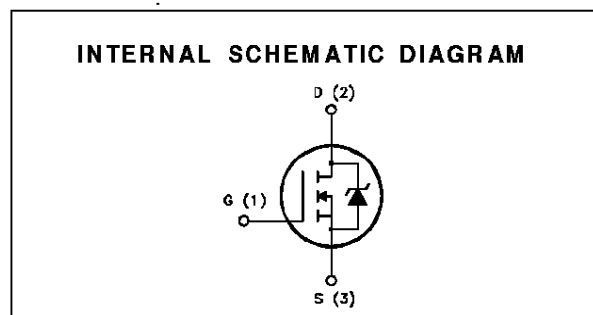 INTERNAL SCHEMATIC DIAGRAM
D (2)
G (1)
S (3)